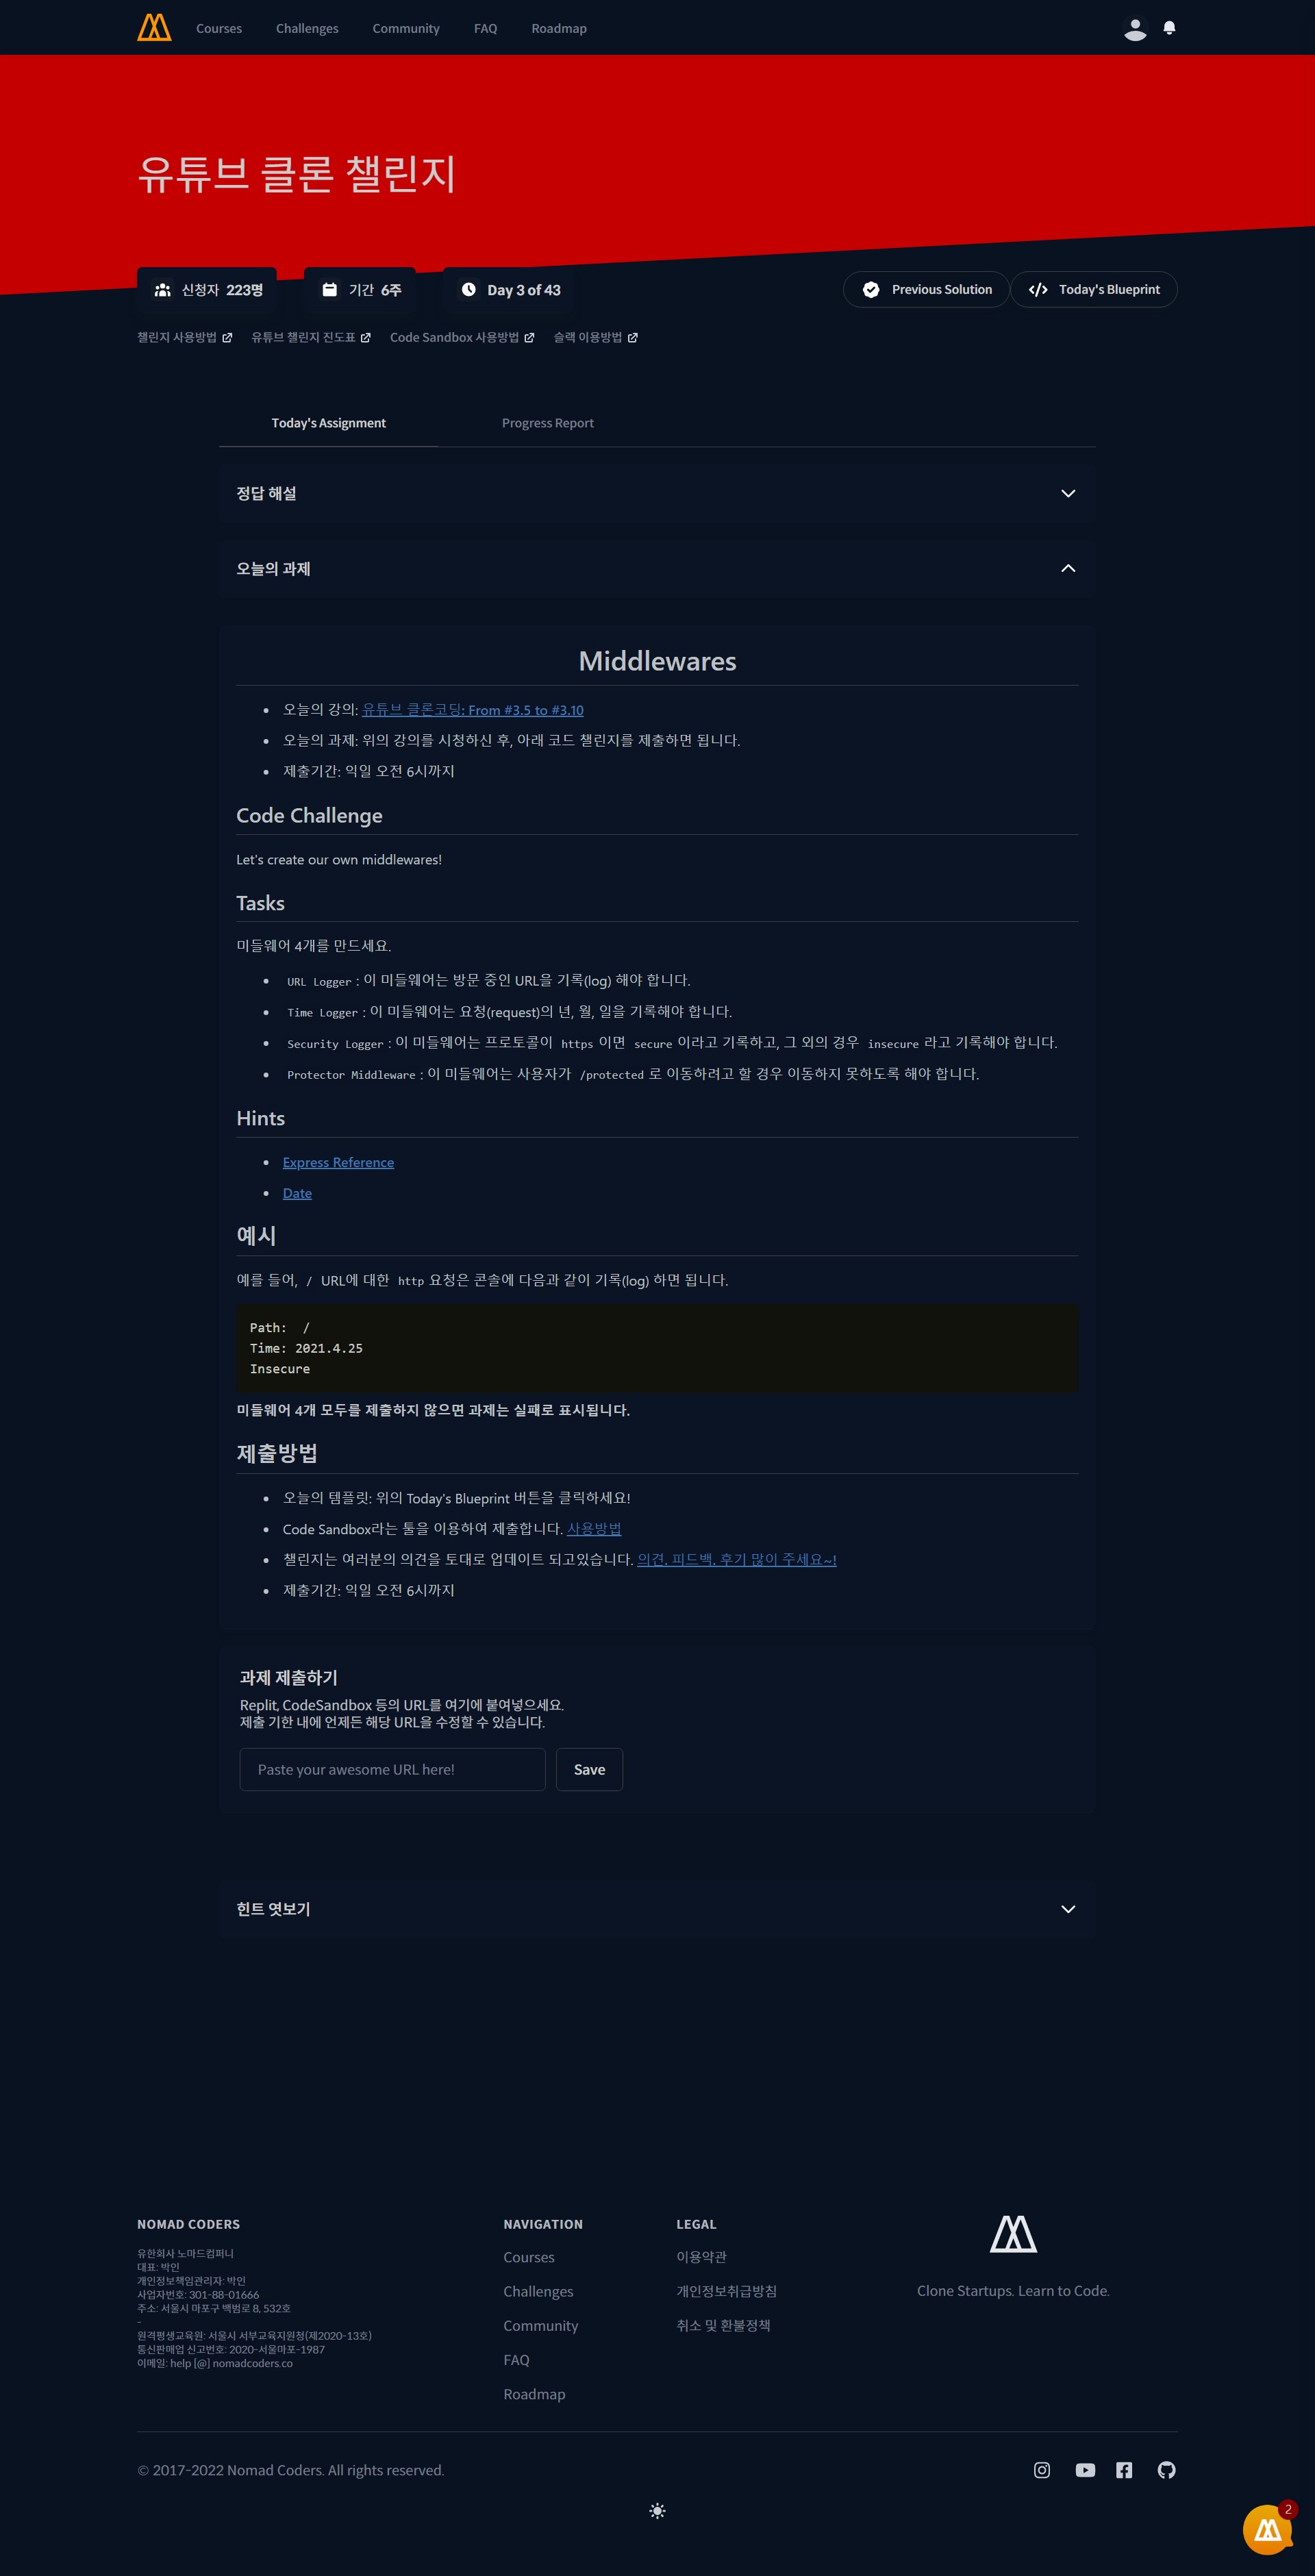 Courses Challenges Community FAQ Roadmap
유튜브 클론 챌린지
신청자 223명 기간 6주 Day 3 of 43 Previous Solution Today's Blueprint
챌린지 사용방법 유튜브 챌린지 진도표 Code Sandbox 사용방법 슬랙 이용방법
Today's Assignment Progress Report
정답 해설
오늘의 과제
Middlewares
오늘의 강의: 유튜브 클론코딩: From #3.5 to #3.10
오늘의 과제: 위의 강의를 시청하신 후, 아래 코드 챌린지를 제출하면 됩니다.
제출기간: 익일 오전 6시까지
Code Challenge
Let's create our own middlewares!
Tasks
미들웨어 4개를 만드세요.
URL Logger : 이 미들웨어는 방문 중인 URL을 기록(log) 해야 합니다.
Time Logger : 이 미들웨어는 요청(request)의 년, 월, 일을 기록해야 합니다.
Security Logger : 이 미들웨어는 프로토콜이 https 이면 secure 이라고 기록하고, 그 외의 경우 insecure 라고 기록해야 합니다.
Protector Middleware : 이 미들웨어는 사용자가 /protected 로 이동하려고 할 경우 이동하지 못하도록 해야 합니다.
Hints
Express Reference
Date
예시
예를 들어, / URL에 대한 http 요청은 콘솔에 다음과 같이 기록(log) 하면 됩니다.
Path: /
Time: 2021.4.25
Insecure
미들웨어 4개 모두를 제출하지 않으면 과제는 실패로 표시됩니다.
제출방법
오늘의 템플릿: 위의 Today's Blueprint 버튼을 클릭하세요!
Code Sandbox라는 툴을 이용하여 제출합니다. 사용방법
챌린지는 여러분의 의견을 토대로 업데이트 되고있습니다. 의견, 피드백, 후기 많이 주세요~!
제출기간: 익일 오전 6시까지
과제 제출하기
Replit, CodeSandbox 등의 URL를 여기에 붙여넣으세요.
제출 기한 내에 언제든 해당 URL을 수정할 수 있습니다.
Paste your awesome URL here! Save
힌트 엿보기
NOMAD CODERS
유한회사 노마드컴퍼니
대표: 박인
개인정보책임관리자: 박인
사업자번호: 301-88-01666
주소: 서울시 마포구 백범로 8, 532호
-
원격평생교육원: 서울시 서부교육지원청(제2020-13호)
통신판매업 신고번호: 2020-서울마포-1987
이메일: help [@] nomadcoders.co
NAVIGATION
Courses
Challenges
Community
FAQ
Roadmap
LEGAL
이용약관
개인정보취급방침
취소 및 환불정책
Clone Startups. Learn to Code.
© 2017-2022 Nomad Coders. All rights reserved.
2